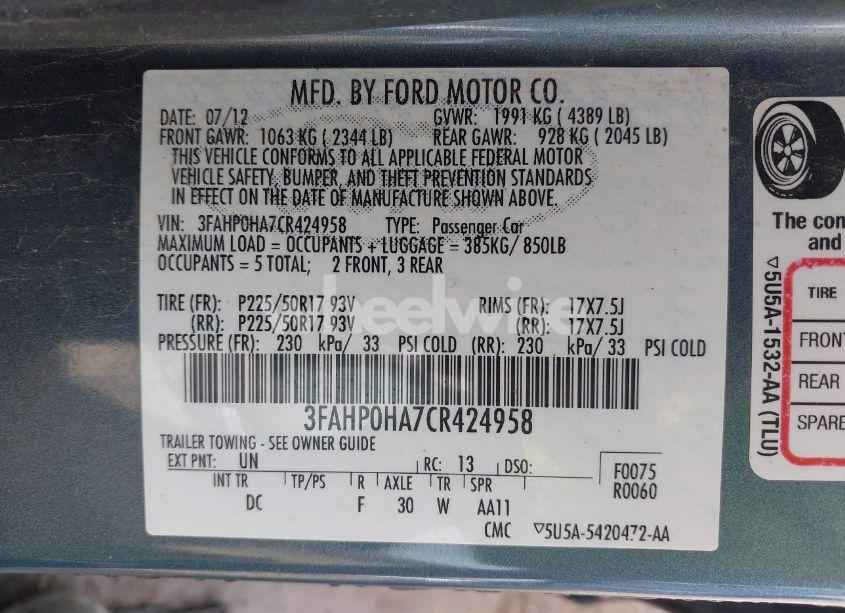 MFD. BY FORD MOTOR CO.
DATE: 07/12 GVWR: 1991 KG ( 4389 LB)
FRONT GAWR: 1063 KG ( 2344 LB) REAR GAWR: 928 KG ( 2045 LB)
THIS VEHICLE CONFORMS TO ALL APPLICABLE FEDERAL MOTOR
VEHICLE SAFETY, BUMPER, AND THEFT PREVENTION STANDARDS
IN EFFECT ON THE DATE OF MANUFACTURE SHOWN ABOVE.
VIN: 3FAHP0HA7CR424958 TYPE: Passenger Car
MAXIMUM LOAD = OCCUPANTS + LUGGAGE = 385KG/ 850LB
OCCUPANTS = 5 TOTAL; 2 FRONT, 3 REAR
TIRE (FR): P225/50R17 93V RIMS (FR): 17X7.5J
(RR): P225/50R17 93V (RR): 17X7.5J
PRESSURE (FR): 230 kPa/ 33 PSI COLD (RR): 230 kPa/ 33 PSI COLD
3FAHP0HA7CR424958
TRAILER TOWING - SEE OWNER GUIDE
EXT PNT: UN RC: 13 DSO: F0075
R0060
INT TR TP/PS R AXLE TR SPR
DC F 30 W AA11
CMC ▽5U5A-5420472-AA
The com
and
TIRE
FRONT
REAR
SPARE
▽5U5A-1532-AA (TLU)